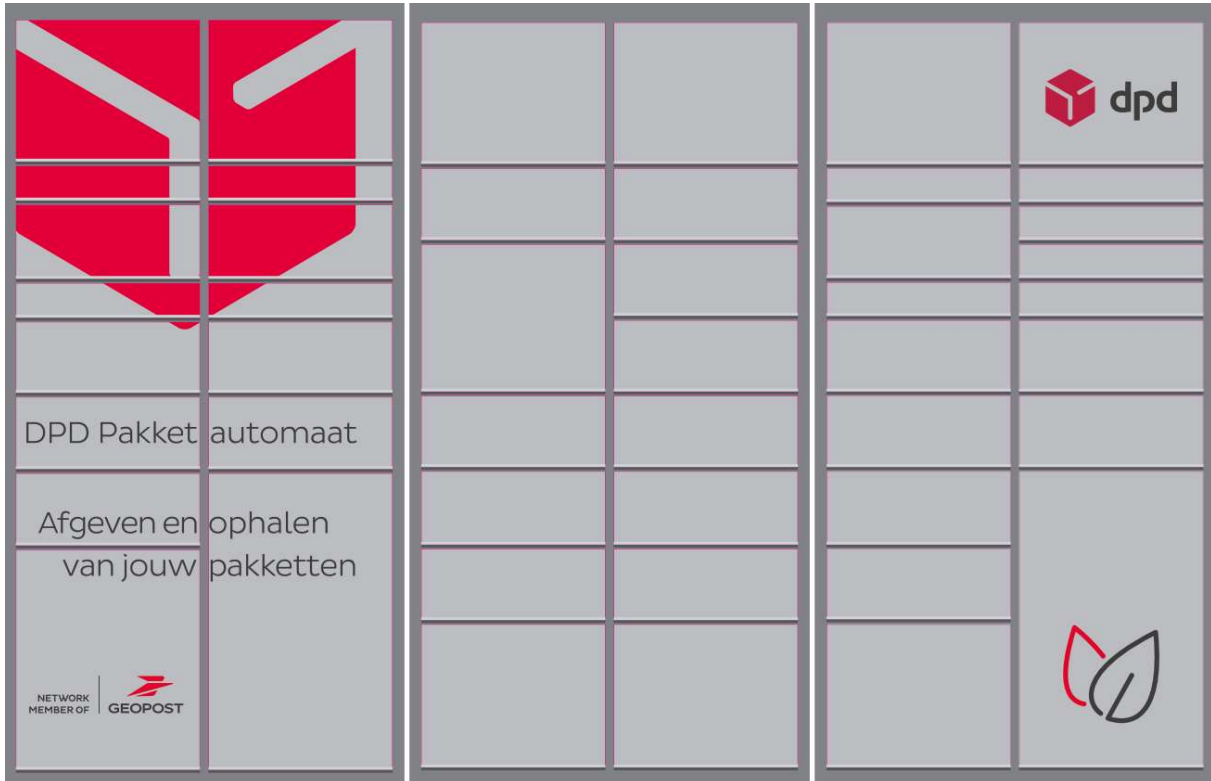 dpd
DPD Pakket automaat
Afgeven en ophalen
van jouw pakketten
NETWORK
MEMBER OF
GEOPOST